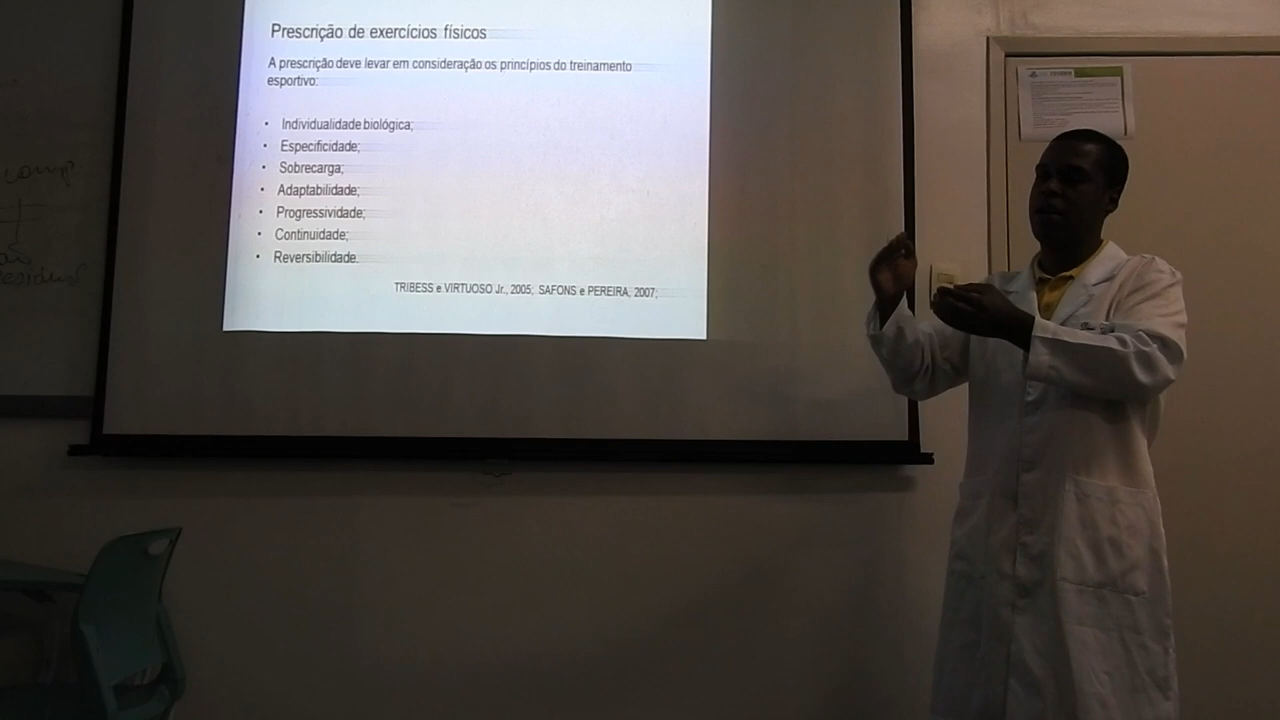 Prescrição de exercícios físicos
A prescrição deve levar em consideração os princípios do treinamento
esportivo:
• Individualidade biológica;
• Especificidade;
• Sobrecarga;
• Adaptabilidade;
• Progressividade;
• Continuidade;
• Reversibilidade.
TRIBESS e VIRTUOSO Jr., 2005; SAFONS e PEREIRA, 2007;